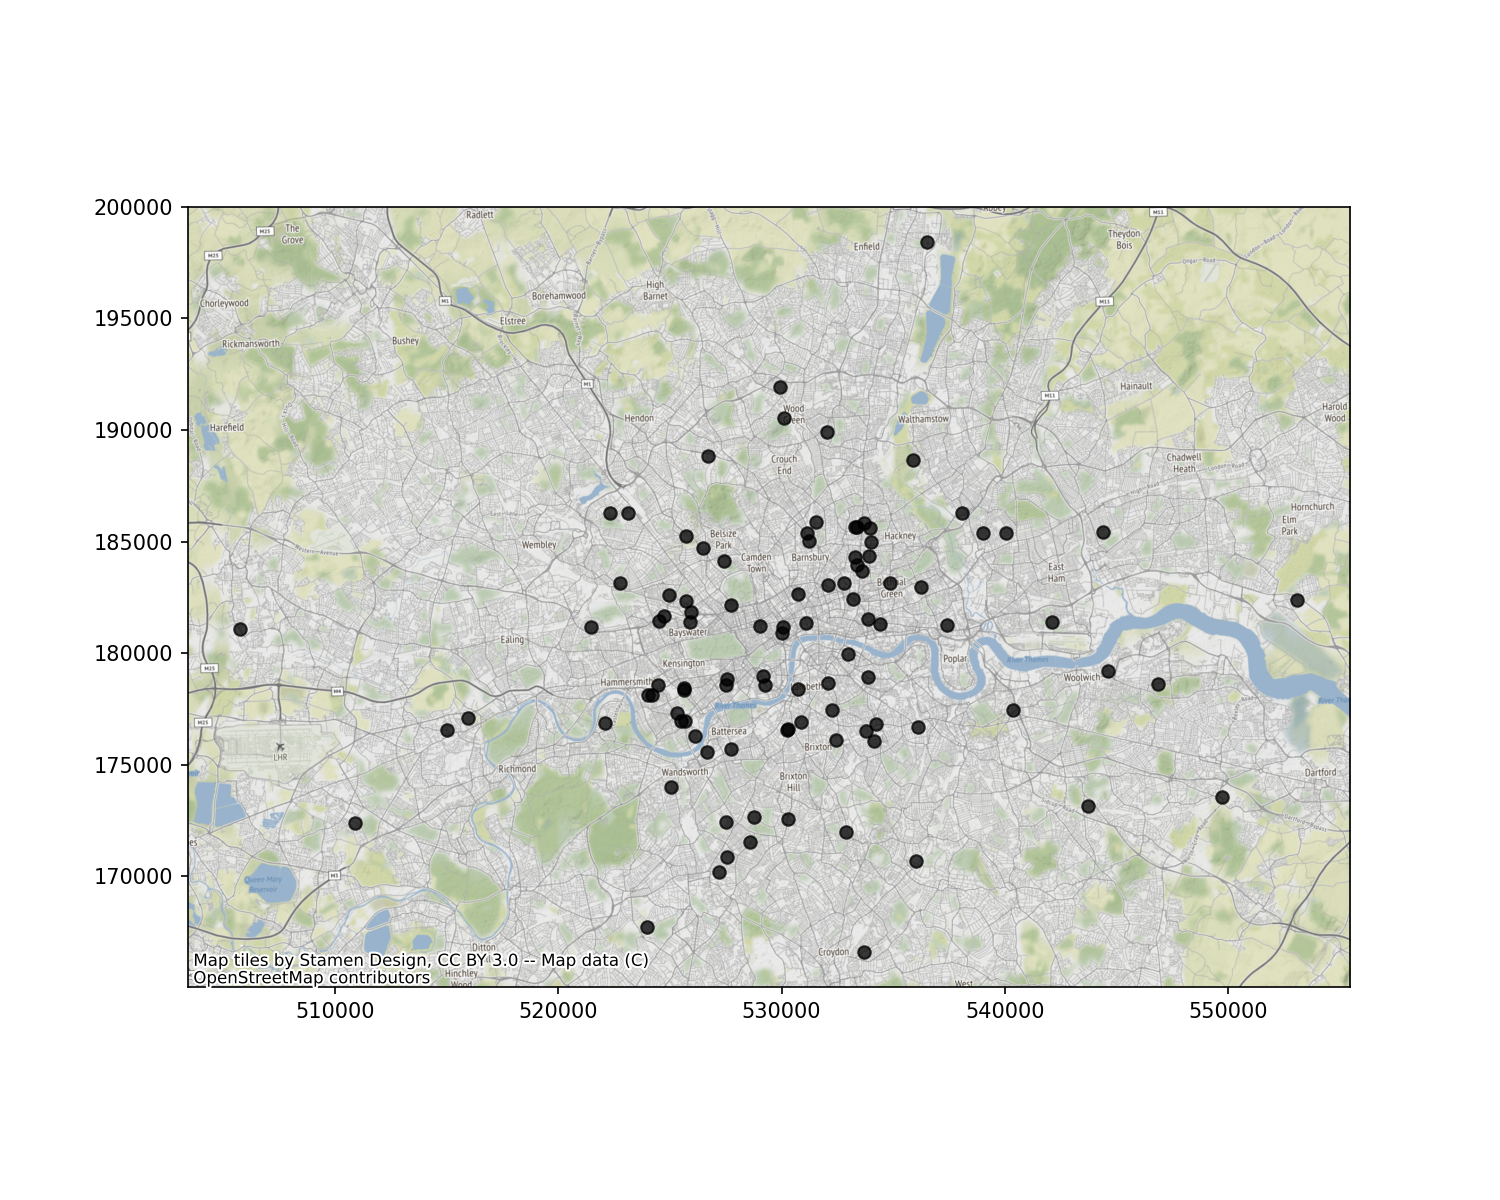 200000
195000
190000
185000
180000
175000
170000
510000
520000
530000
540000
550000
Radlett
The
Grove
M25
M25
Enfield
M11
Theydon
Bois
Chorleywood
M1
Borehamwood
High
Barnet
M11
Elstree
Rickmansworth
Bushey
M1
Hainault
M11
Harefield
Hendon
Wood
Green
Walthamstow
Harold
Wood
Crouch
End
Chadwell
Heath
Hornchurch
Elm
Park
Wembley
Belsize
Park
Hackney
Camden
Town
Barnsbury
East
Ham
Bethnal
Green
Ealing
Bayswater
Kensington
Poplar
River Thames
M25
Hammersmith
Woolwich
M4
River Thames
M25
Battersea
Brixton
LHR
Richmond
Wandsworth
Brixton
Hill
Dartford
M3
Queen Mary
Reservoir
Ditton
Croydon
Hinchley
Wood
West
Map tiles by Stamen Design, CC BY 3.0 -- Map data (C)
OpenStreetMap contributors